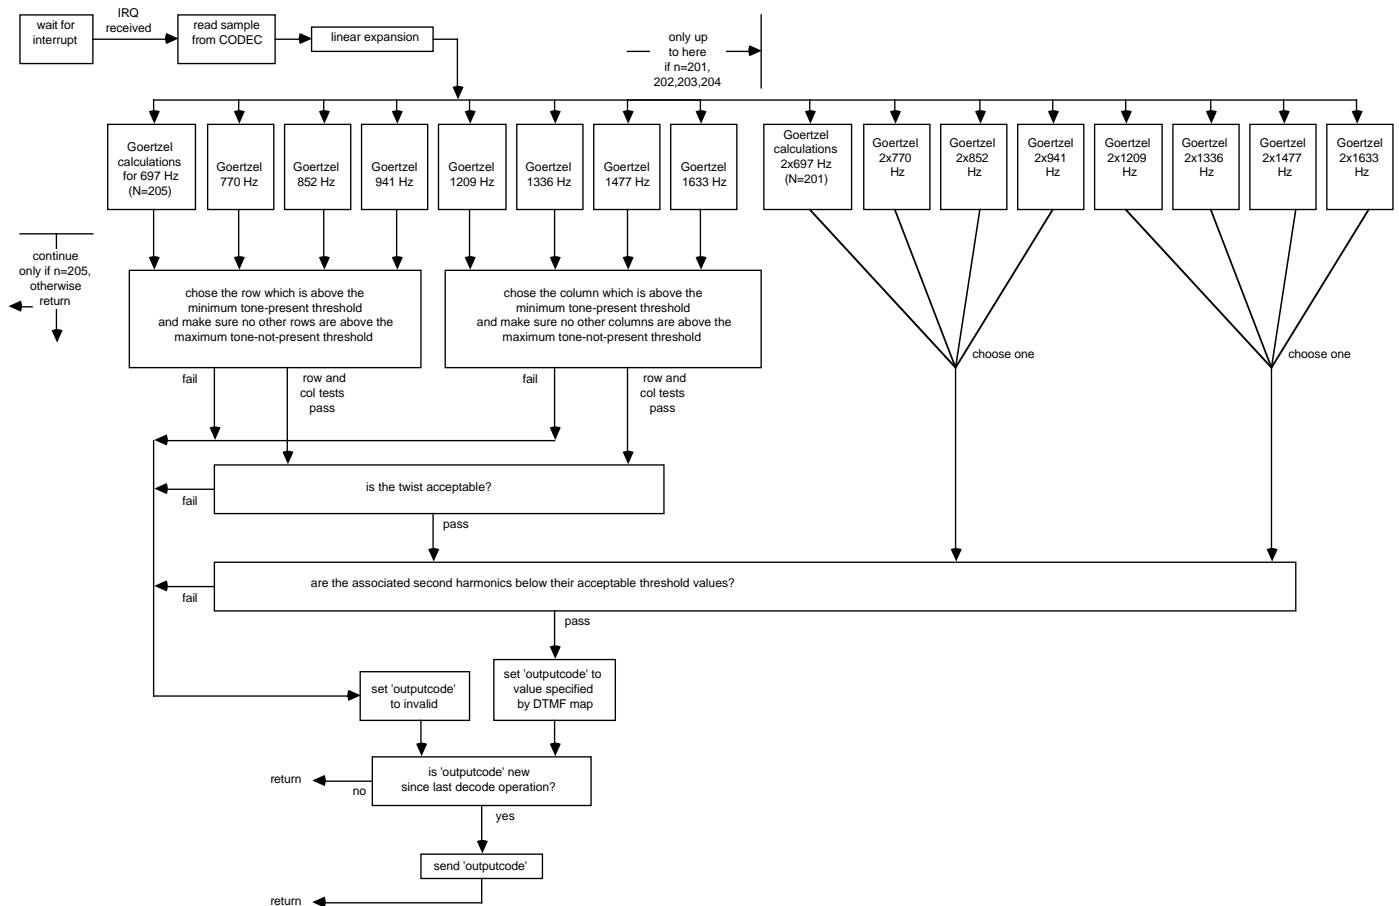 wait for
interrupt
IRQ
received
read sample
from CODEC
linear expansion
only up
to here
if n=201,
202,203,204
Goertzel
calculations
for 697 Hz
(N=205)
Goertzel
770 Hz
Goertzel
852 Hz
Goertzel
941 Hz
Goertzel
1209 Hz
Goertzel
1336 Hz
Goertzel
1477 Hz
Goertzel
1633 Hz
Goertzel
calculations
2x697 Hz
(N=201)
Goertzel
2x770
Hz
Goertzel
2x852
Hz
Goertzel
2x941
Hz
Goertzel
2x1209
Hz
Goertzel
2x1336
Hz
Goertzel
2x1477
Hz
Goertzel
2x1633
Hz
continue
only if n=205,
otherwise
return
chose the row which is above the
minimum tone-present threshold
and make sure no other rows are above the
maximum tone-not-present threshold
chose the column which is above the
minimum tone-present threshold
and make sure no other columns are above the
maximum tone-not-present threshold
choose one
choose one
fail
row and
col tests
pass
fail
row and
col tests
pass
is the twist acceptable?
fail
pass
are the associated second harmonics below their acceptable threshold values?
fail
pass
set 'outputcode'
to invalid
set 'outputcode' to
value specified
by DTMF map
is 'outputcode' new
since last decode operation?
return
no
yes
send 'outputcode'
return